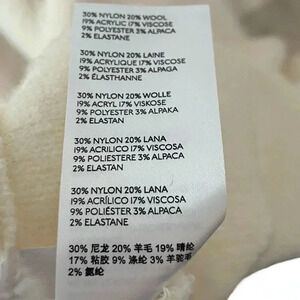 30% NYLON 20% WOOL
19% ACRYLIC 17% VISCOSE
9% POLYESTER 3% ALPACA
2% ELASTANE
30% NYLON 20% LAINE
19% ACRYLIQUE 17% VISCOSE
9% POLYESTER 3% ALPAGA
2% ÉLASTHANNE
30% NYLON 20% WOLLE
19% ACRYL 17% VISKOSE
9% POLYESTER 3% ALPAKA
2% ELASTAN
30% NYLON 20% LANA
19% ACRILICO 17% VISCOSA
9% POLIESTERE 3% ALPACA
2% ELASTAN
30% NYLON 20% LANA
19% ACRÍLICO 17% VISCOSA
9% POLIÉSTER 3% ALPACA
2% ELASTANE
30% 尼龙 20% 羊毛 19% 晴纶
17% 粘胶 9% 涤纶 3% 羊驼毛
2% 氨纶